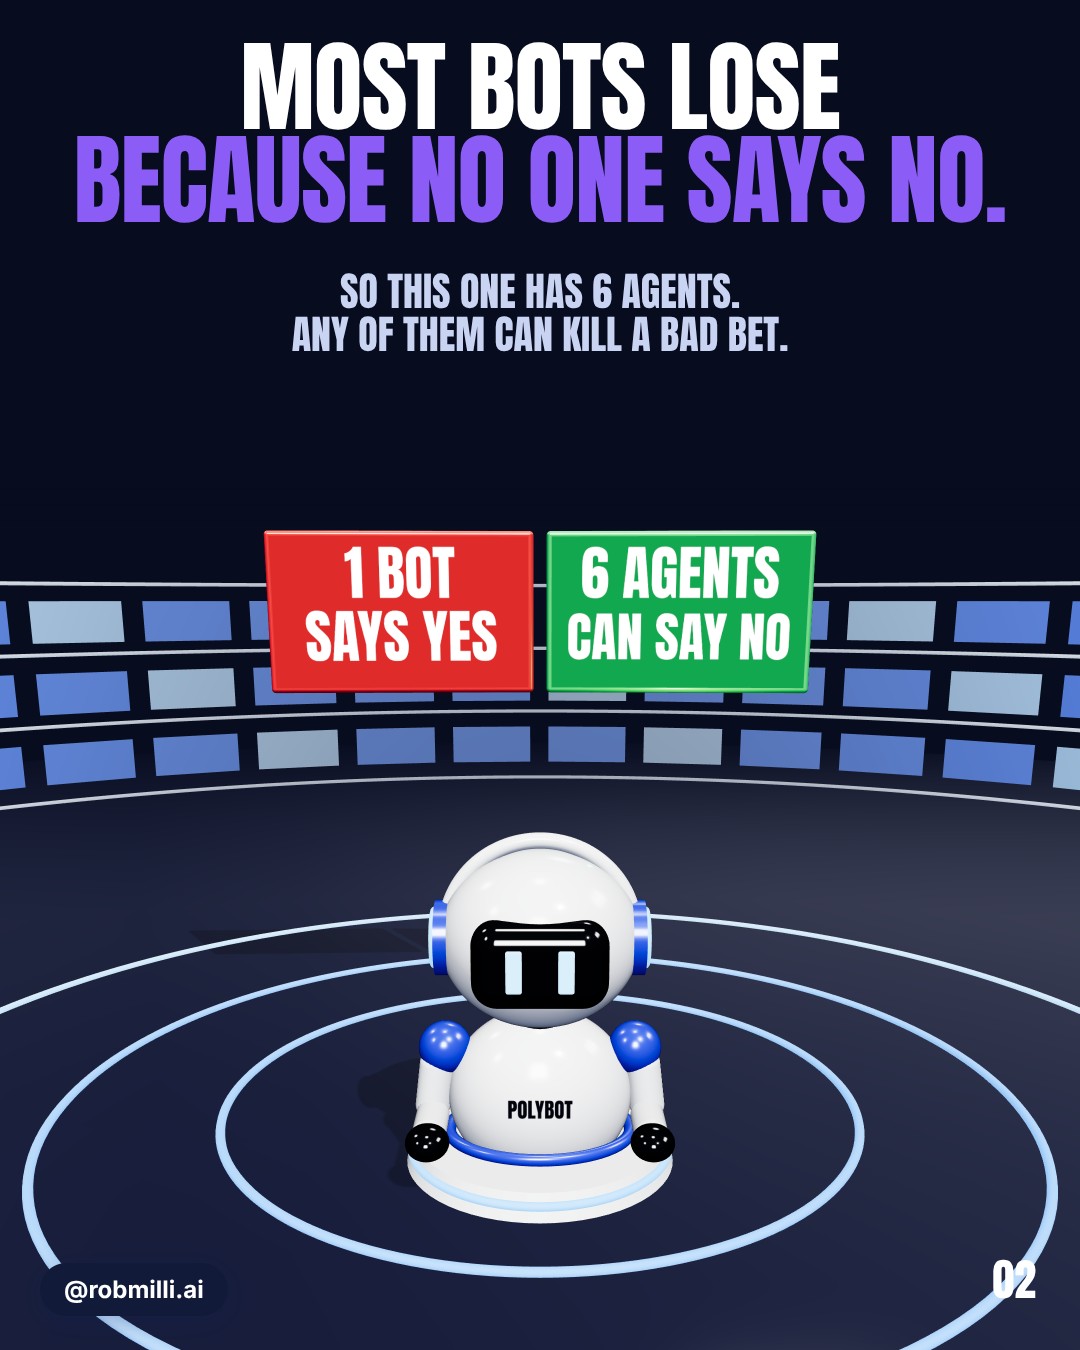 MOST BOTS LOSE
BECAUSE NO ONE SAYS NO.
SO THIS ONE HAS 6 AGENTS.
ANY OF THEM CAN KILL A BAD BET.
1 BOT
SAYS YES
6 AGENTS
CAN SAY NO
POLYBOT
@robmilli.ai
02